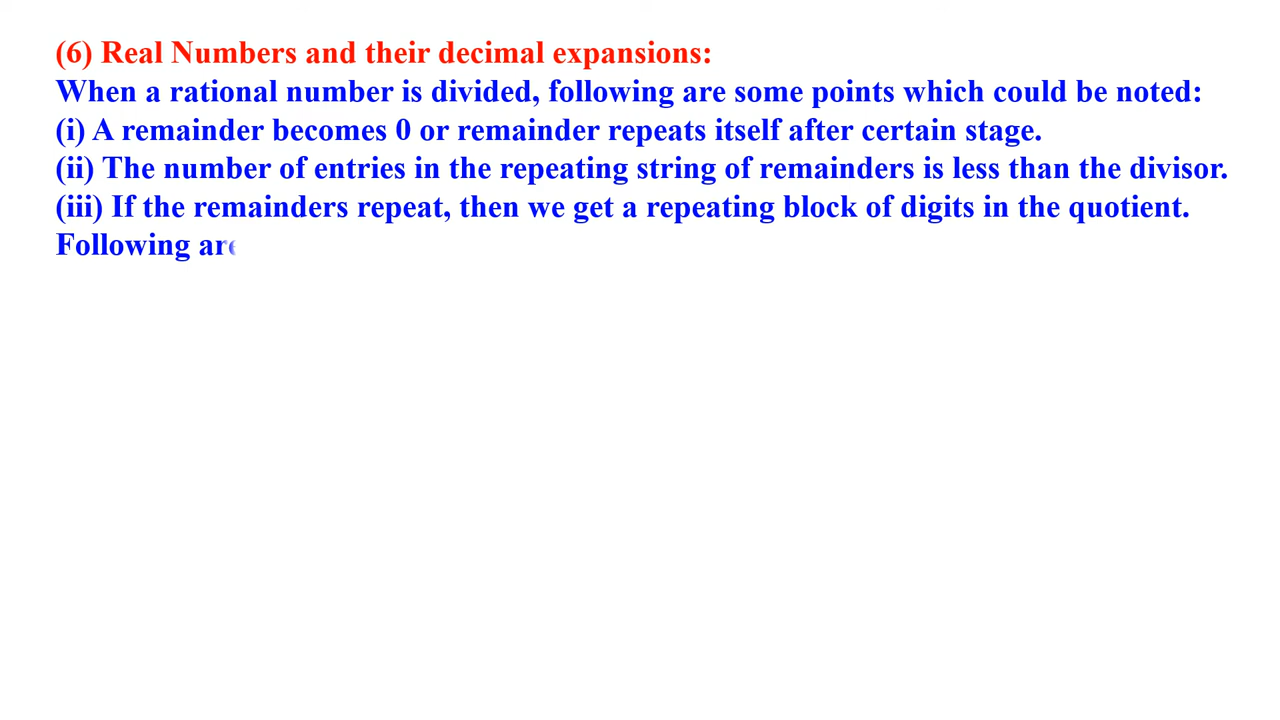 (6) Real Numbers and their decimal expansions:
When a rational number is divided, following are some points which could be noted:
(i) A remainder becomes 0 or remainder repeats itself after certain stage.
(ii) The number of entries in the repeating string of remainders is less than the divisor.
(iii) If the remainders repeat, then we get a repeating block of digits in the quotient.
Following are